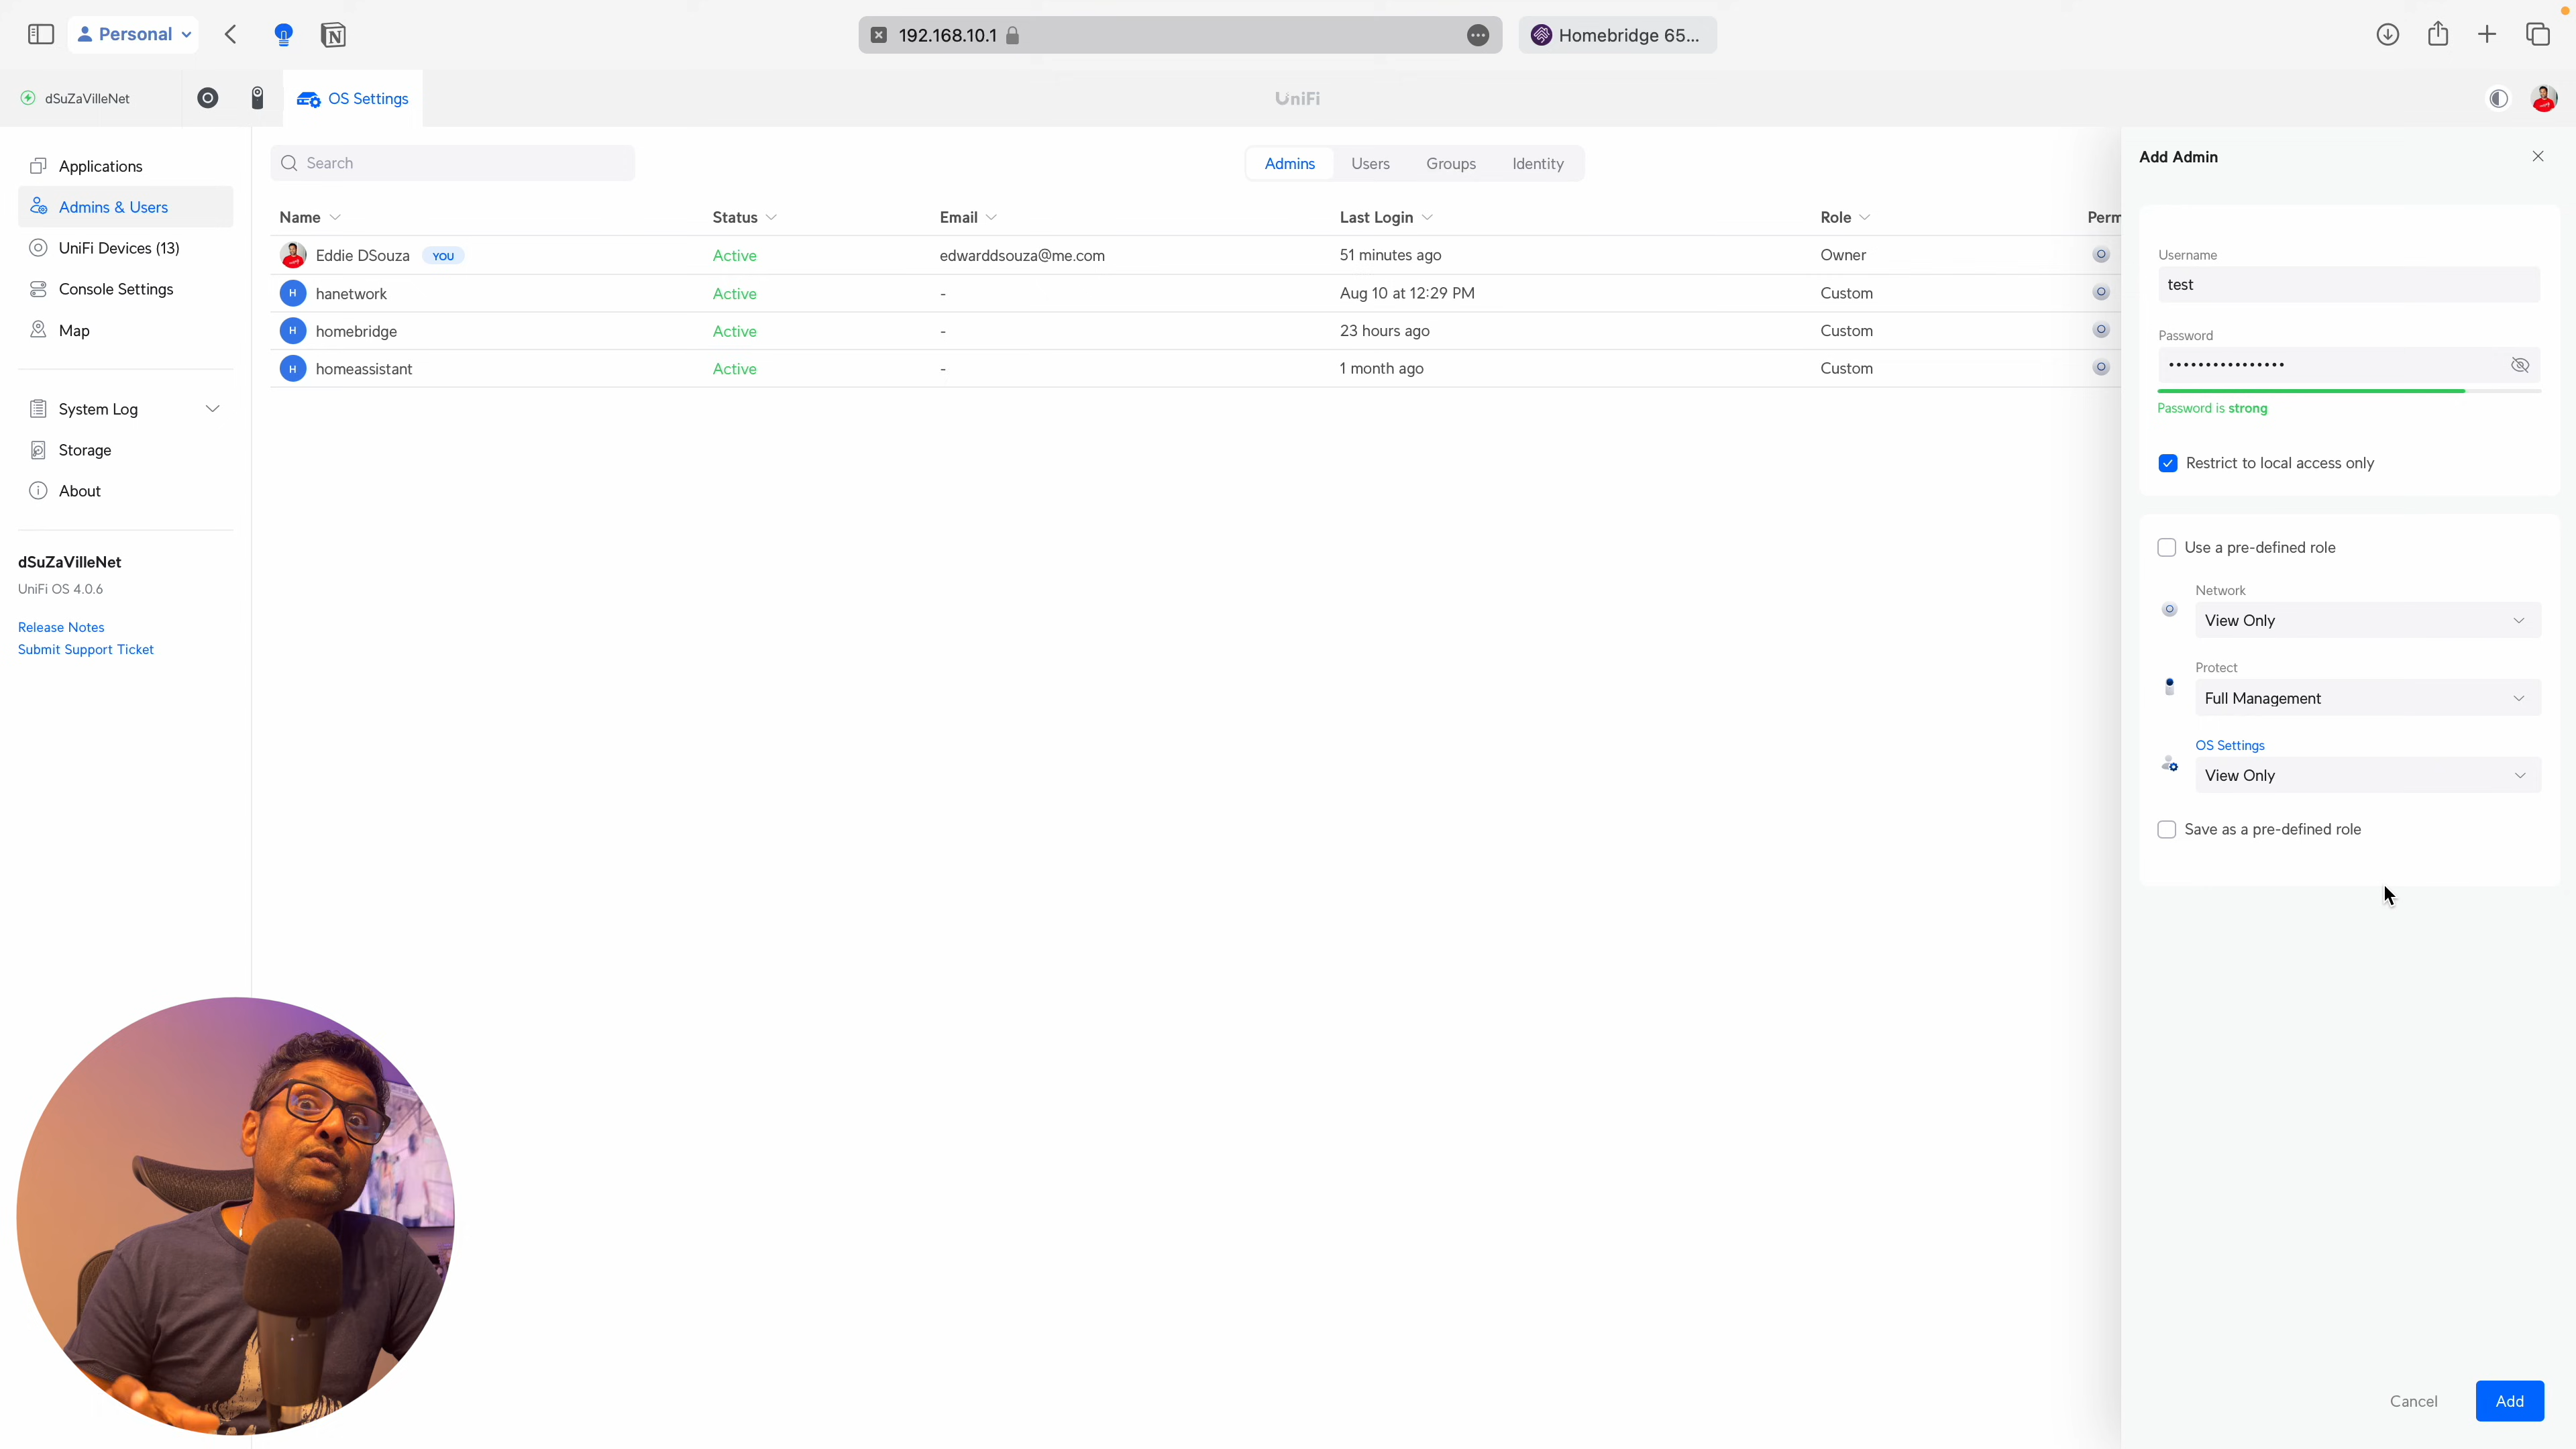 Personal
192.168.10.1
Homebridge 65...
dSuZaVilleNet
OS Settings
UniFi
Applications
Admins & Users
UniFi Devices (13)
Console Settings
Map
System Log
Storage
About
dSuZaVilleNet
UniFi OS 4.0.6
Release Notes
Submit Support Ticket
Search
Admins Users Groups Identity
Name Status Email Last Login Role Perm
Eddie DSouza YOU Active edwarddsouza@me.com 51 minutes ago Owner
H hanetwork Active - Aug 10 at 12:29 PM Custom
H homebridge Active - 23 hours ago Custom
H homeassistant Active - 1 month ago Custom
Add Admin
Username
test
Password
••••••••••••••••
Password is strong
Restrict to local access only
Use a pre-defined role
Network
View Only
Protect
Full Management
OS Settings
View Only
Save as a pre-defined role
Cancel Add